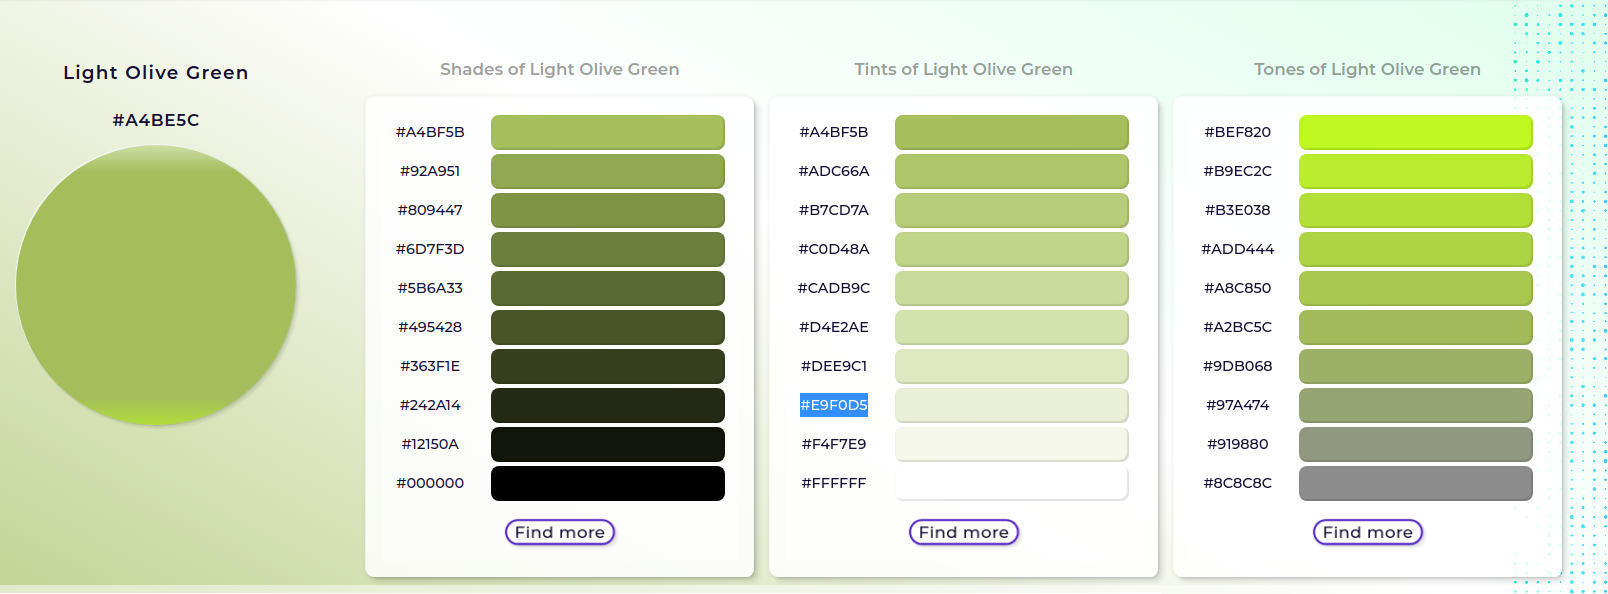 Light Olive Green
#A4BE5C
Shades of Light Olive Green
#A4BF5B
#92A951
#809447
#6D7F3D
#5B6A33
#495428
#363F1E
#242A14
#12150A
#000000
Find more
Tints of Light Olive Green
#A4BF5B
#ADC66A
#B7CD7A
#C0D48A
#CADB9C
#D4E2AE
#DEE9C1
#E9F0D5
#F4F7E9
#FFFFFF
Find more
Tones of Light Olive Green
#BEF820
#B9EC2C
#B3E038
#ADD444
#A8C850
#A2BC5C
#9DB068
#97A474
#919880
#8C8C8C
Find more